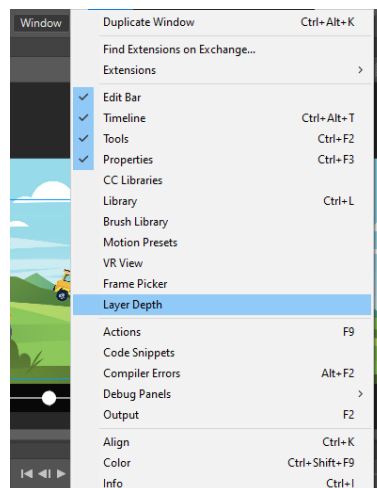 Window
Duplicate Window Ctrl+Alt+K
Find Extensions on Exchange...
Extensions
Edit Bar
Timeline Ctrl+Alt+T
Tools Ctrl+F2
Properties Ctrl+F3
CC Libraries
Library Ctrl+L
Brush Library
Motion Presets
VR View
Frame Picker
Layer Depth
Actions F9
Code Snippets
Compiler Errors Alt+F2
Debug Panels
Output F2
Align Ctrl+K
Color Ctrl+Shift+F9
Info Ctrl+I